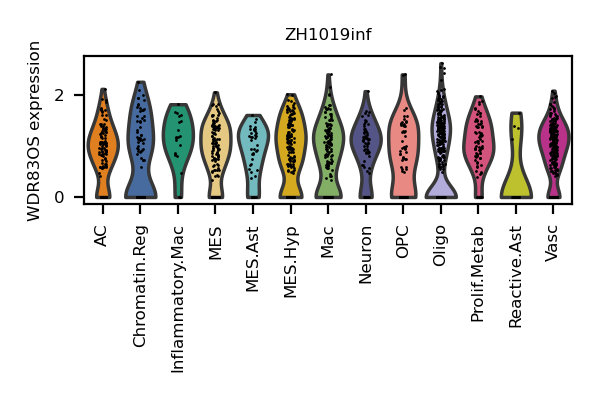 ZH1019inf
WDR83OS expression
2
0
AC
Chromatin.Reg
Inflammatory.Mac
MES
MES.Ast
MES.Hyp
Mac
Neuron
OPC
Oligo
Prolif.Metab
Reactive.Ast
Vasc